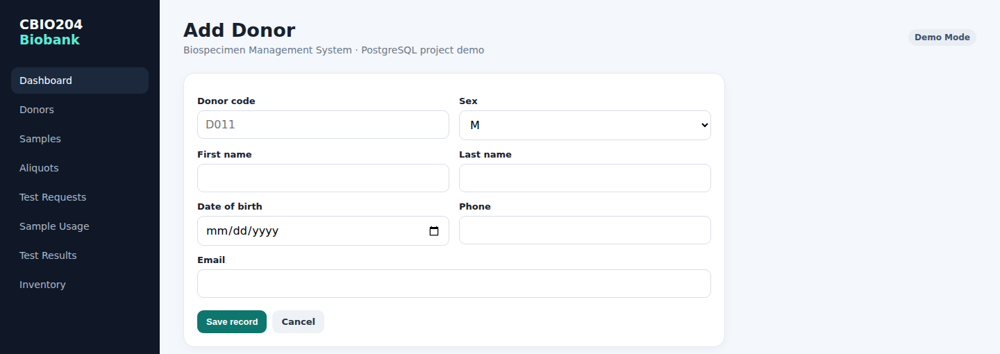 CBIO204
Biobank
Dashboard
Donors
Samples
Aliquots
Test Requests
Sample Usage
Test Results
Inventory
Add Donor
Biospecimen Management System · PostgreSQL project demo
Demo Mode
Donor code
Sex
D011
M
First name
Last name
Date of birth
Phone
mm/dd/yyyy
Email
Save record
Cancel